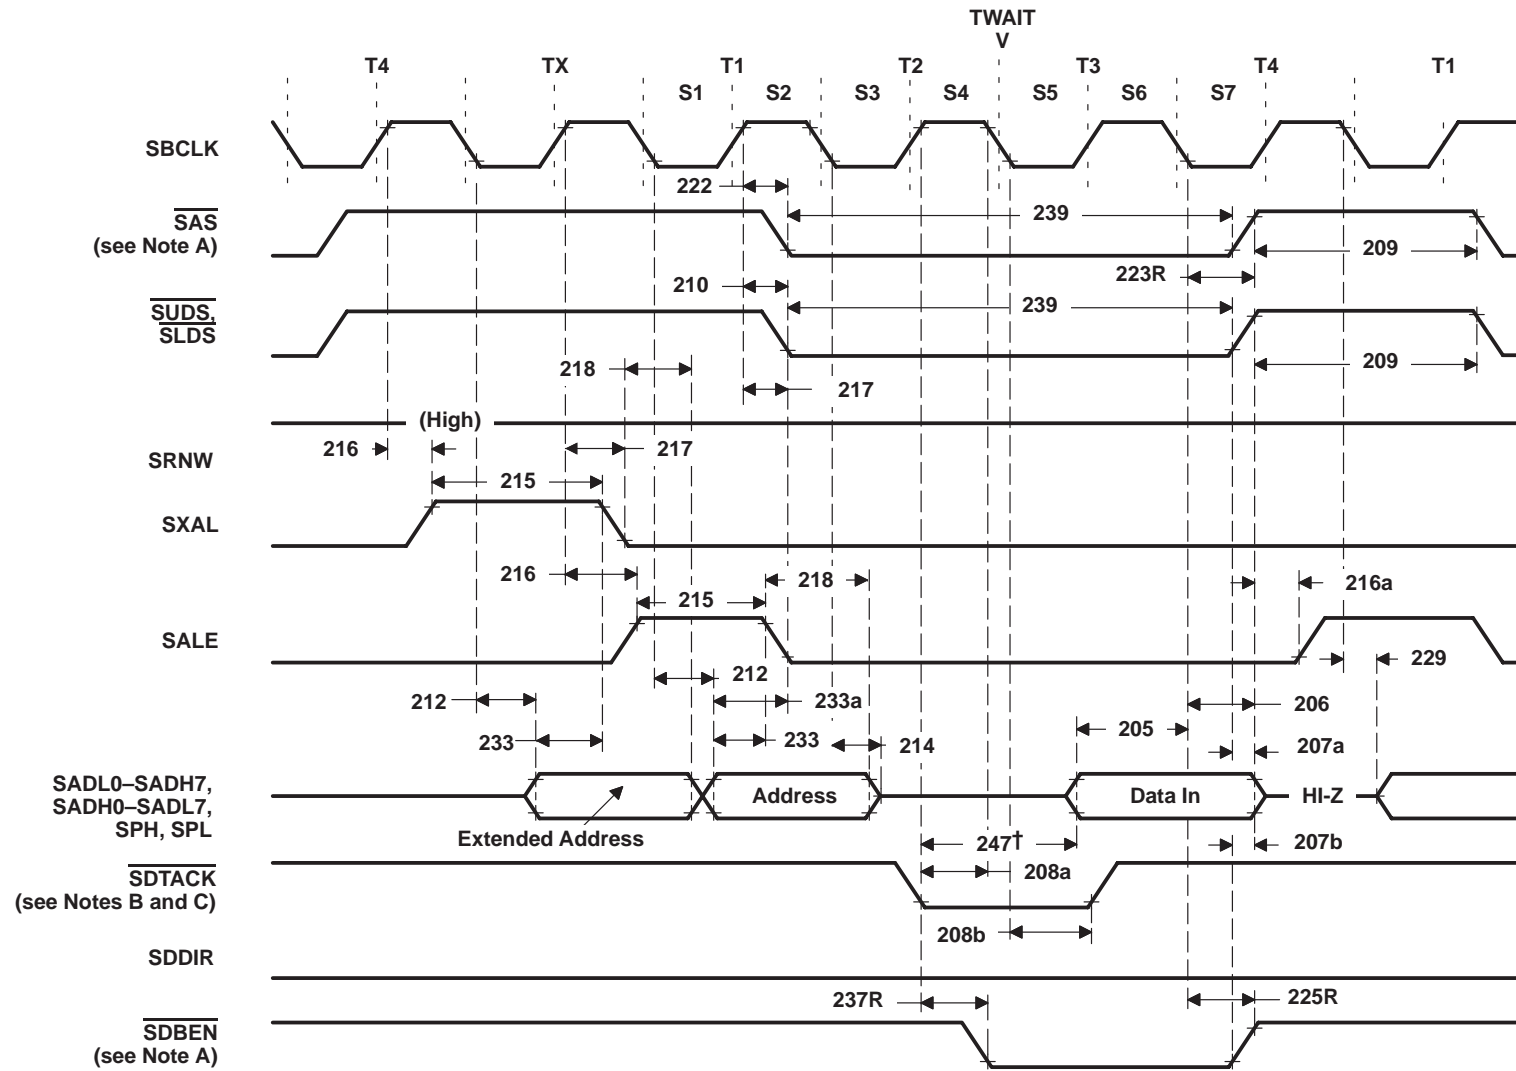 TWAIT
V
T4 TX T1 T2 T3 T4 T1
S1 S2 S3 S4 S5 S6 S7
SBCLK
222
SAS
(see Note A)
239
209
223R
210
SUDS,
SLDS
239
209
218
217
(High)
216
217
SRNW
215
SXAL
216
218
216a
215
SALE
229
212
212
233a
206
233
233
214
205
207a
SADL0–SADH7,
SADH0–SADL7,
SPH, SPL
Address
Data In
HI-Z
Extended Address
247†
207b
SDTACK
(see Notes B and C)
208a
208b
SDDIR
237R
225R
SDBEN
(see Note A)